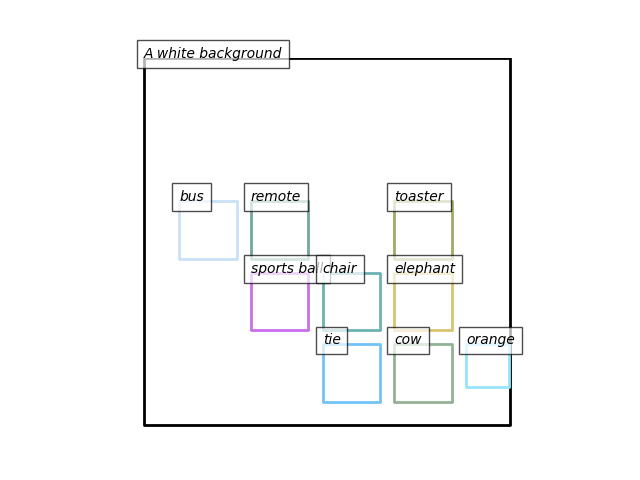 A white background
bus
remote
toaster
sports ball
chair
elephant
tie
cow
orange